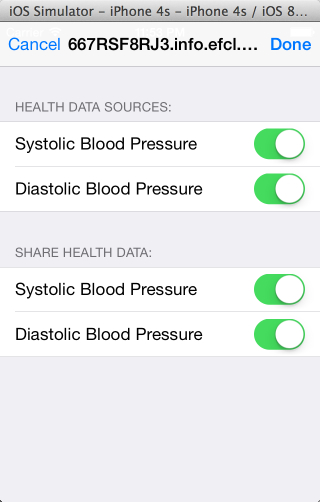 iOS Simulator – iPhone 4s – iPhone 4s / iOS 8...
Cancel 667RSF8RJ3.info.efcl.... Done
HEALTH DATA SOURCES:
Systolic Blood Pressure
Diastolic Blood Pressure
SHARE HEALTH DATA:
Systolic Blood Pressure
Diastolic Blood Pressure